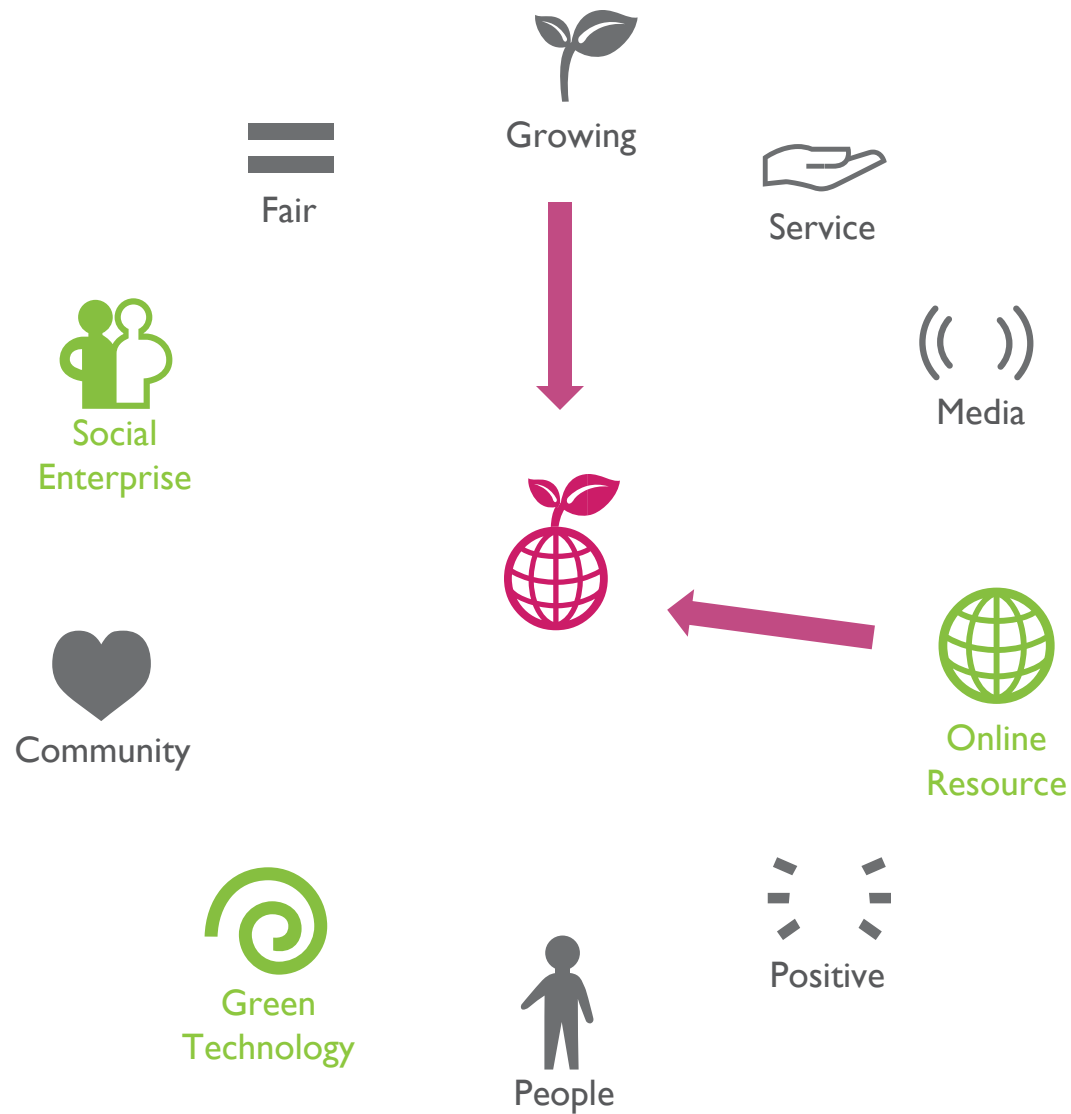 Growing
Fair
Service
Media
Social
Enterprise
Community
Online
Resource
Positive
Green
Technology
People